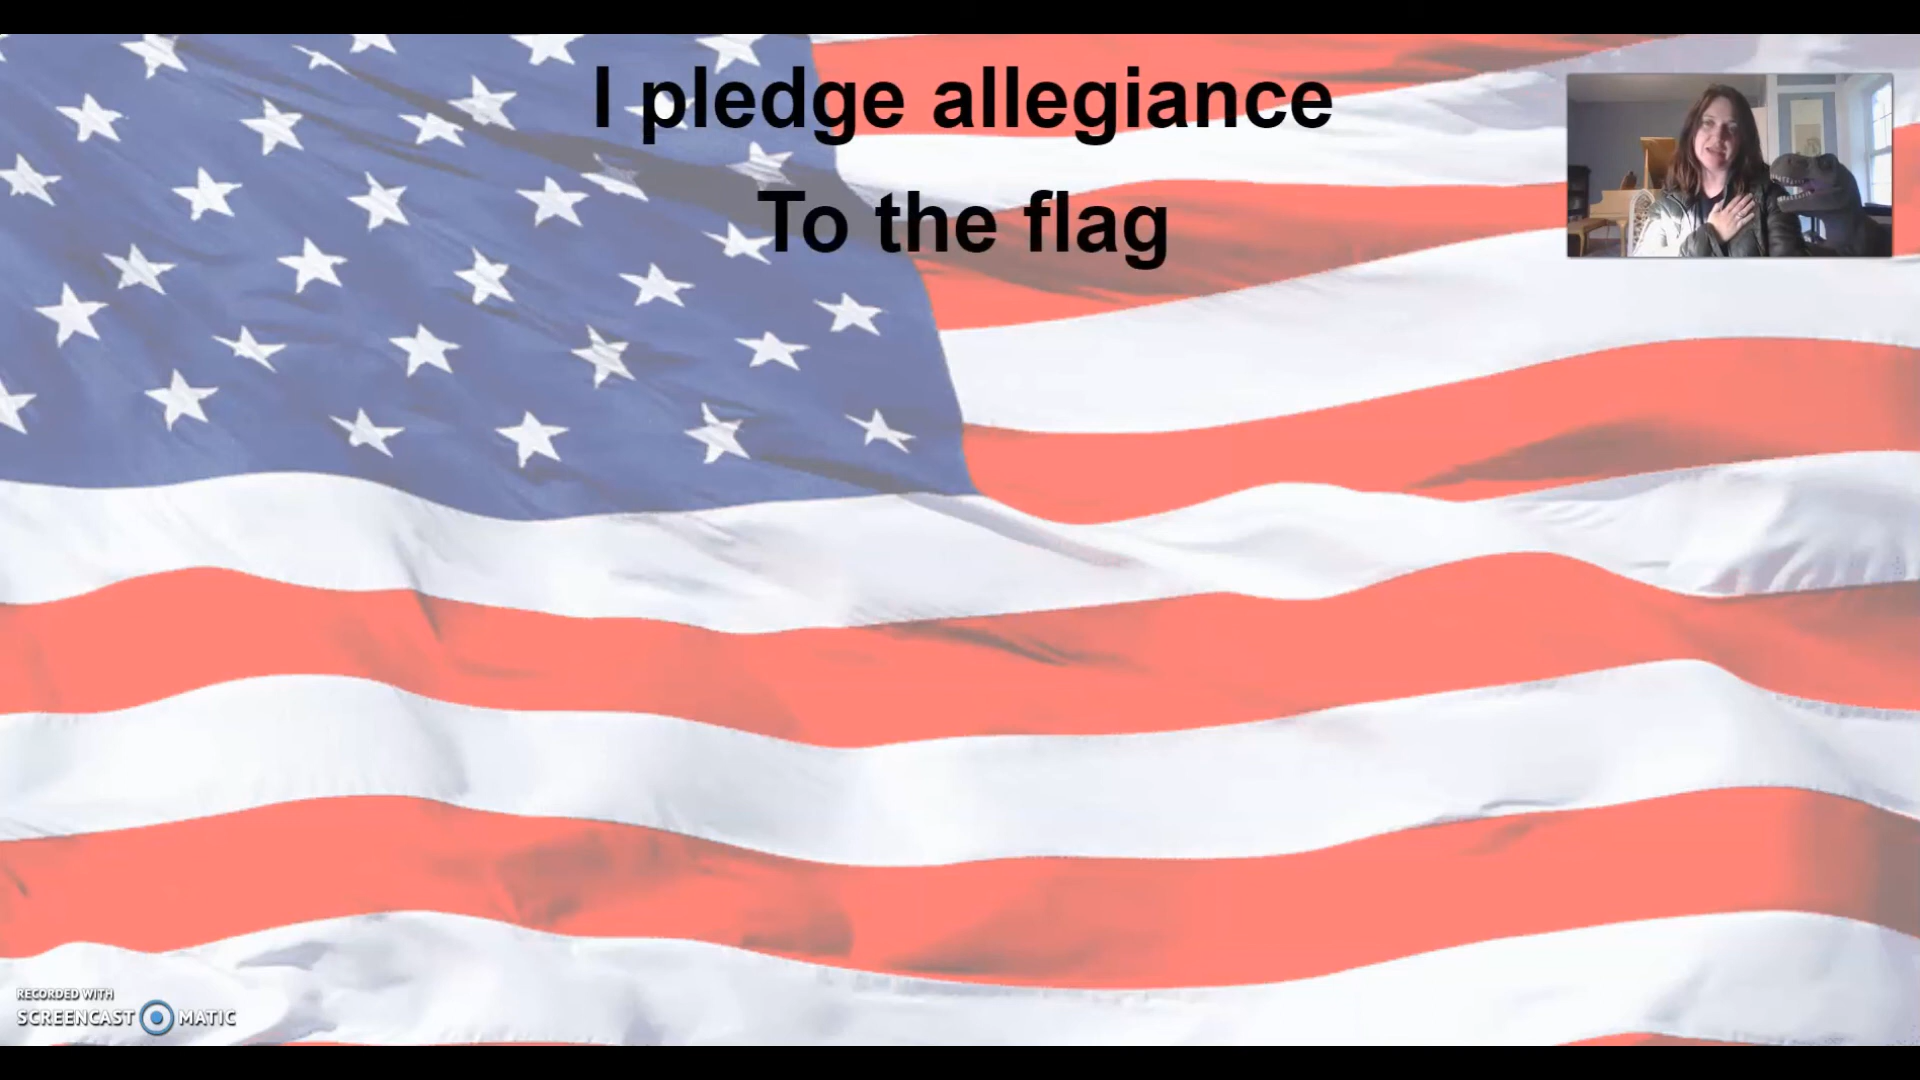 I pledge allegiance
To the flag
RECORDED WITH
SCREENCAST MATIC